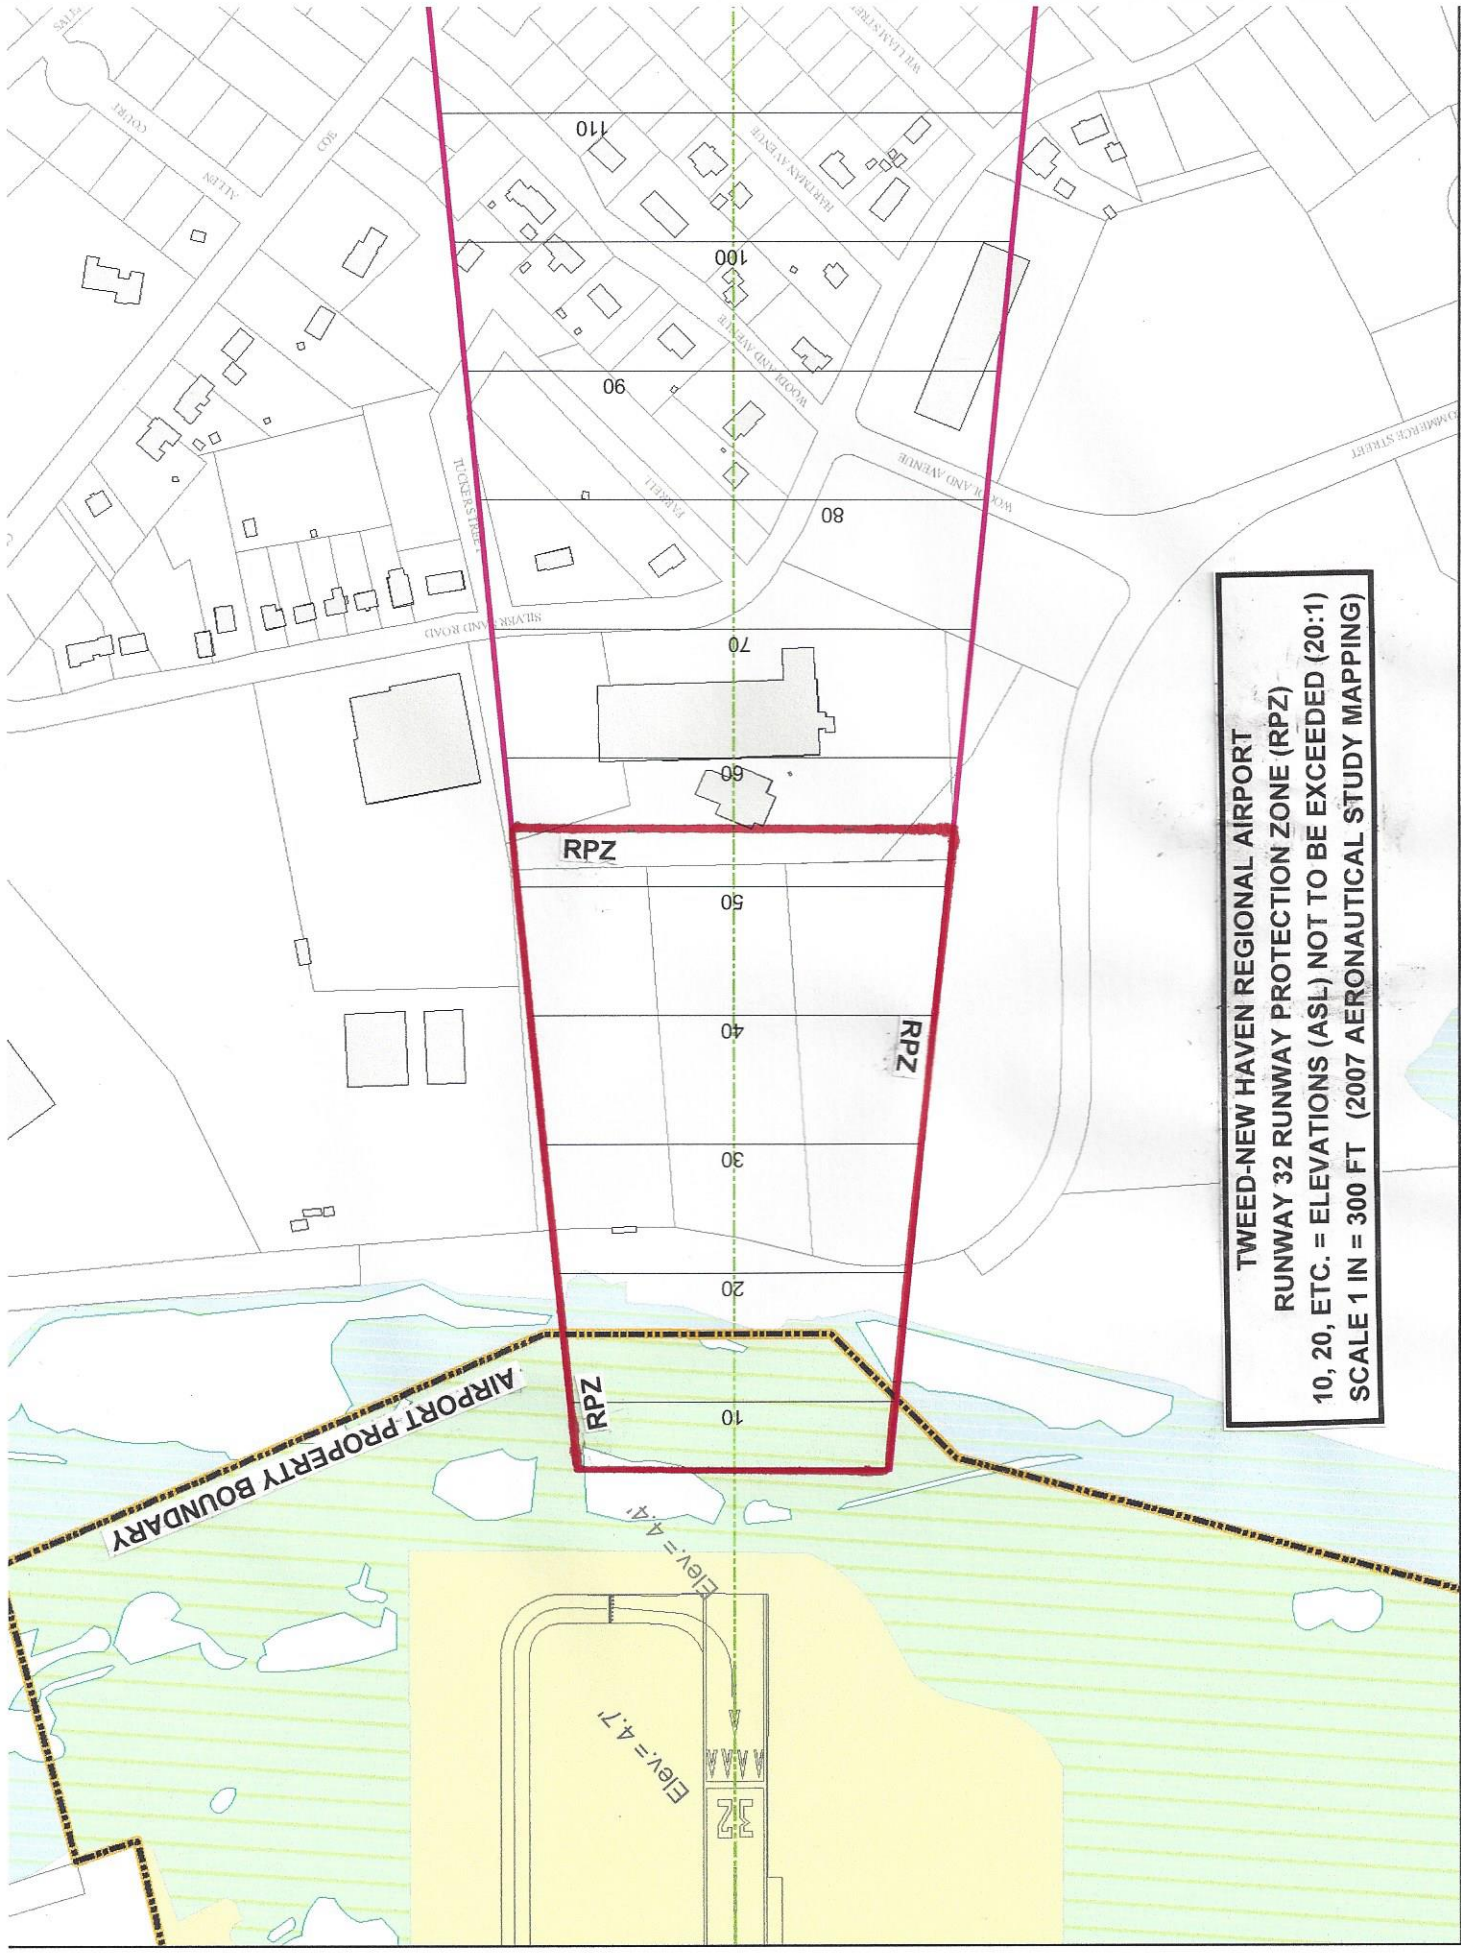 TWEED-NEW HAVEN REGIONAL AIRPORT
RUNWAY 32 RUNWAY PROTECTION ZONE (RPZ)
10, 20, ETC. = ELEVATIONS (ASL) NOT TO BE EXCEEDED (20:1)
SCALE 1 IN = 300 FT (2007 AERONAUTICAL STUDY MAPPING)
COURT
ALLEN
COE
110
HARTMAN AVENUE
100
WOODLAND AVENUE
90
TUCKER STREET
FARRELL
WOODLAND AVENUE
COMMERCE STREET
80
SILVER SAND ROAD
70
60
RPZ
50
40
RPZ
30
20
AIRPORT PROPERTY BOUNDARY
RPZ
10
Elev.= 4.4'
Elev.= 4.7'
32